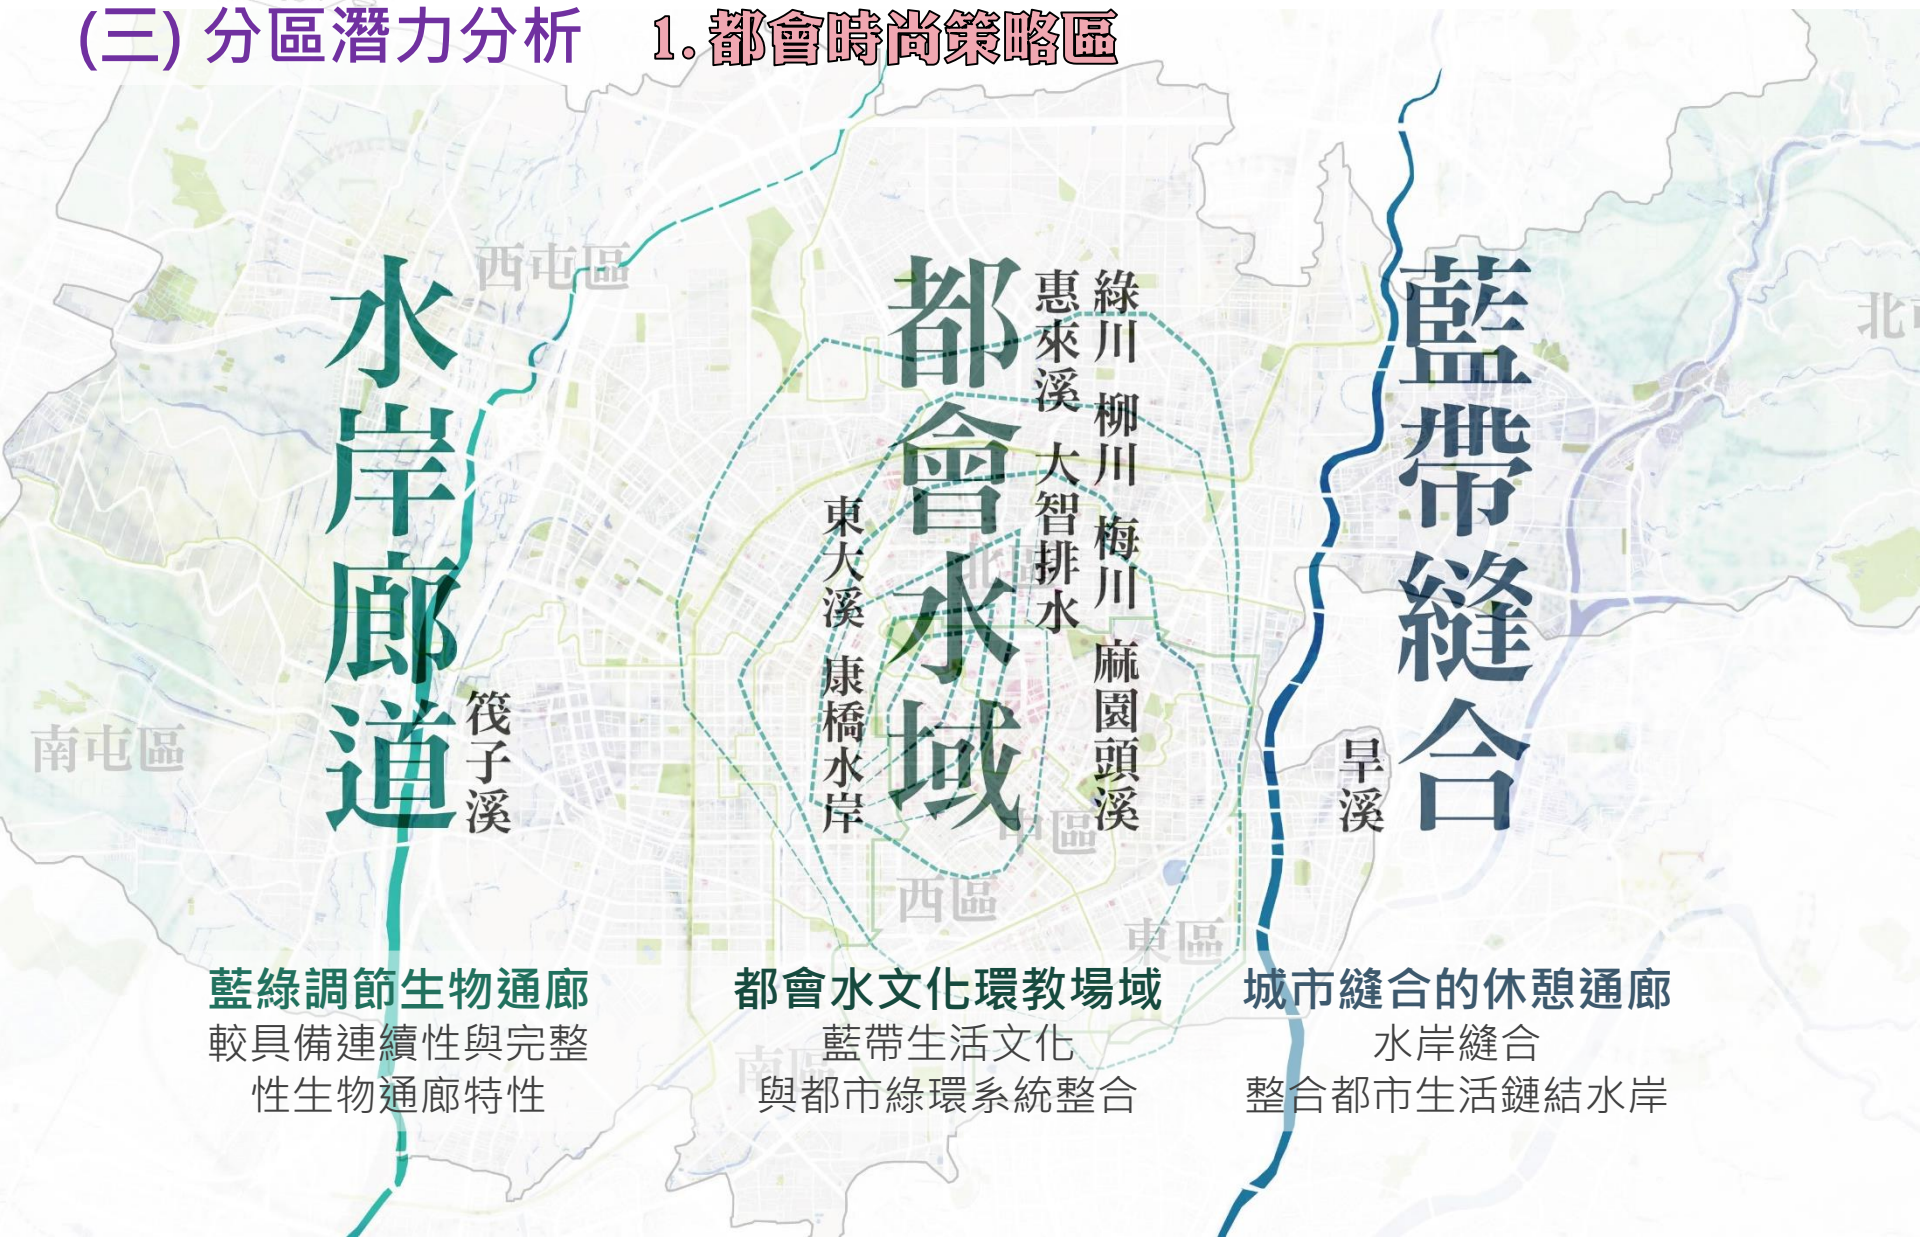 (三) 分區潛力分析
1. 都會時尚策略區
西屯區
水岸廊道
筏子溪
南屯區
都會水域
綠川 柳川 梅川 麻園頭溪
惠來溪 大智排水
東大溪 康橋水岸
北區
中區
西區
東區
南區
藍帶縫合
旱溪
藍綠調節生物通廊
較具備連續性與完整
性生物通廊特性
都會水文化環教場域
藍帶生活文化
與都市綠環系統整合
城市縫合的休憩通廊
水岸縫合
整合都市生活鏈結水岸